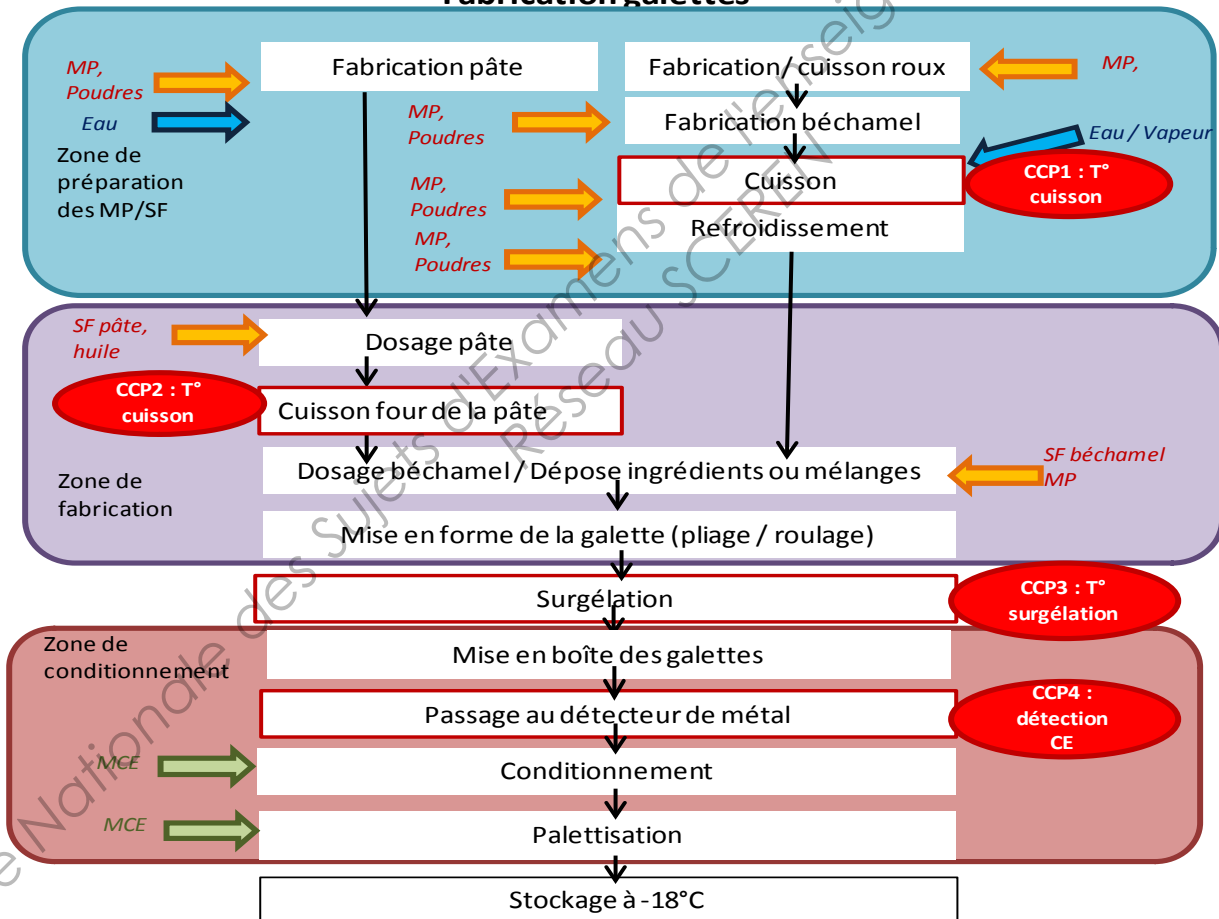 Fabrication galettes
MP,
Poudres
Fabrication pâte
Fabrication/ cuisson roux
MP,
Eau
MP,
Poudres
Fabrication béchamel
Eau / Vapeur
Zone de
préparation
des MP/SF
Cuisson
CCP1 : T°
cuisson
MP,
Poudres
Refroidissement
MP,
Poudres
SF pâte,
huile
Dosage pâte
CCP2 : T°
cuisson
Cuisson four de la pâte
Zone de
fabrication
Dosage béchamel / Dépose ingrédients ou mélanges
SF béchamel
MP
Mise en forme de la galette (pliage / roulage)
Surgélation
CCP3 : T°
surgélation
Zone de
conditionnement
Mise en boîte des galettes
Passage au détecteur de métal
CCP4 :
détection
CE
MCE
Conditionnement
MCE
Palettisation
Stockage à -18°C
e Nationale des Sujets d'Examens de l'enseig
Réseau SCEREN